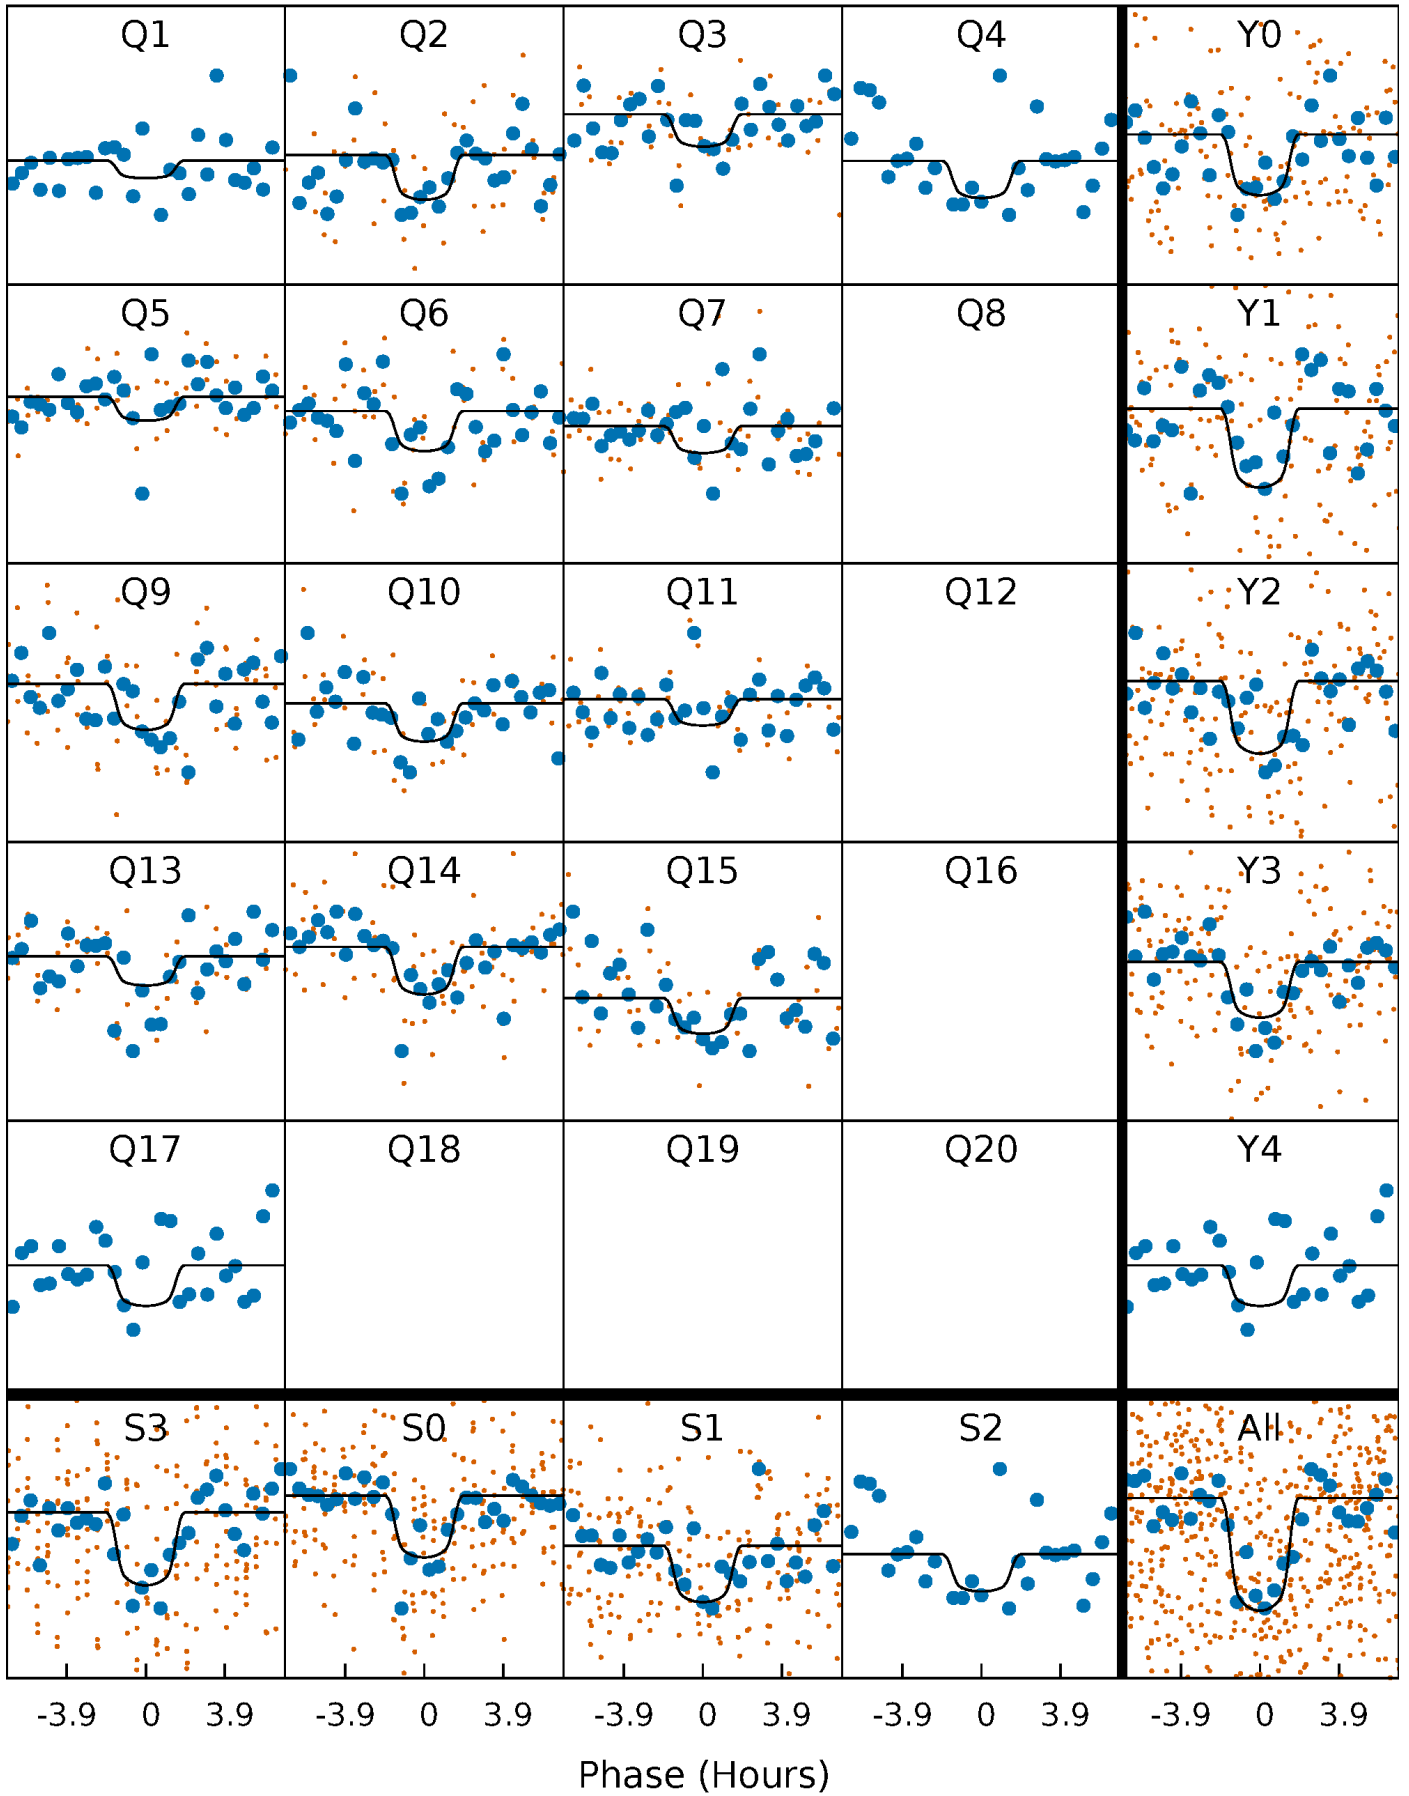 Q1 Q2 Q3 Q4 Y0
Q5 Q6 Q7 Q8 Y1
Q9 Q10 Q11 Q12 Y2
Q13 Q14 Q15 Q16 Y3
Q17 Q18 Q19 Q20 Y4
S3 S0 S1 S2 All
-3.9 0 3.9 -3.9 0 3.9 -3.9 0 3.9 -3.9 0 3.9 -3.9 0 3.9
Phase (Hours)